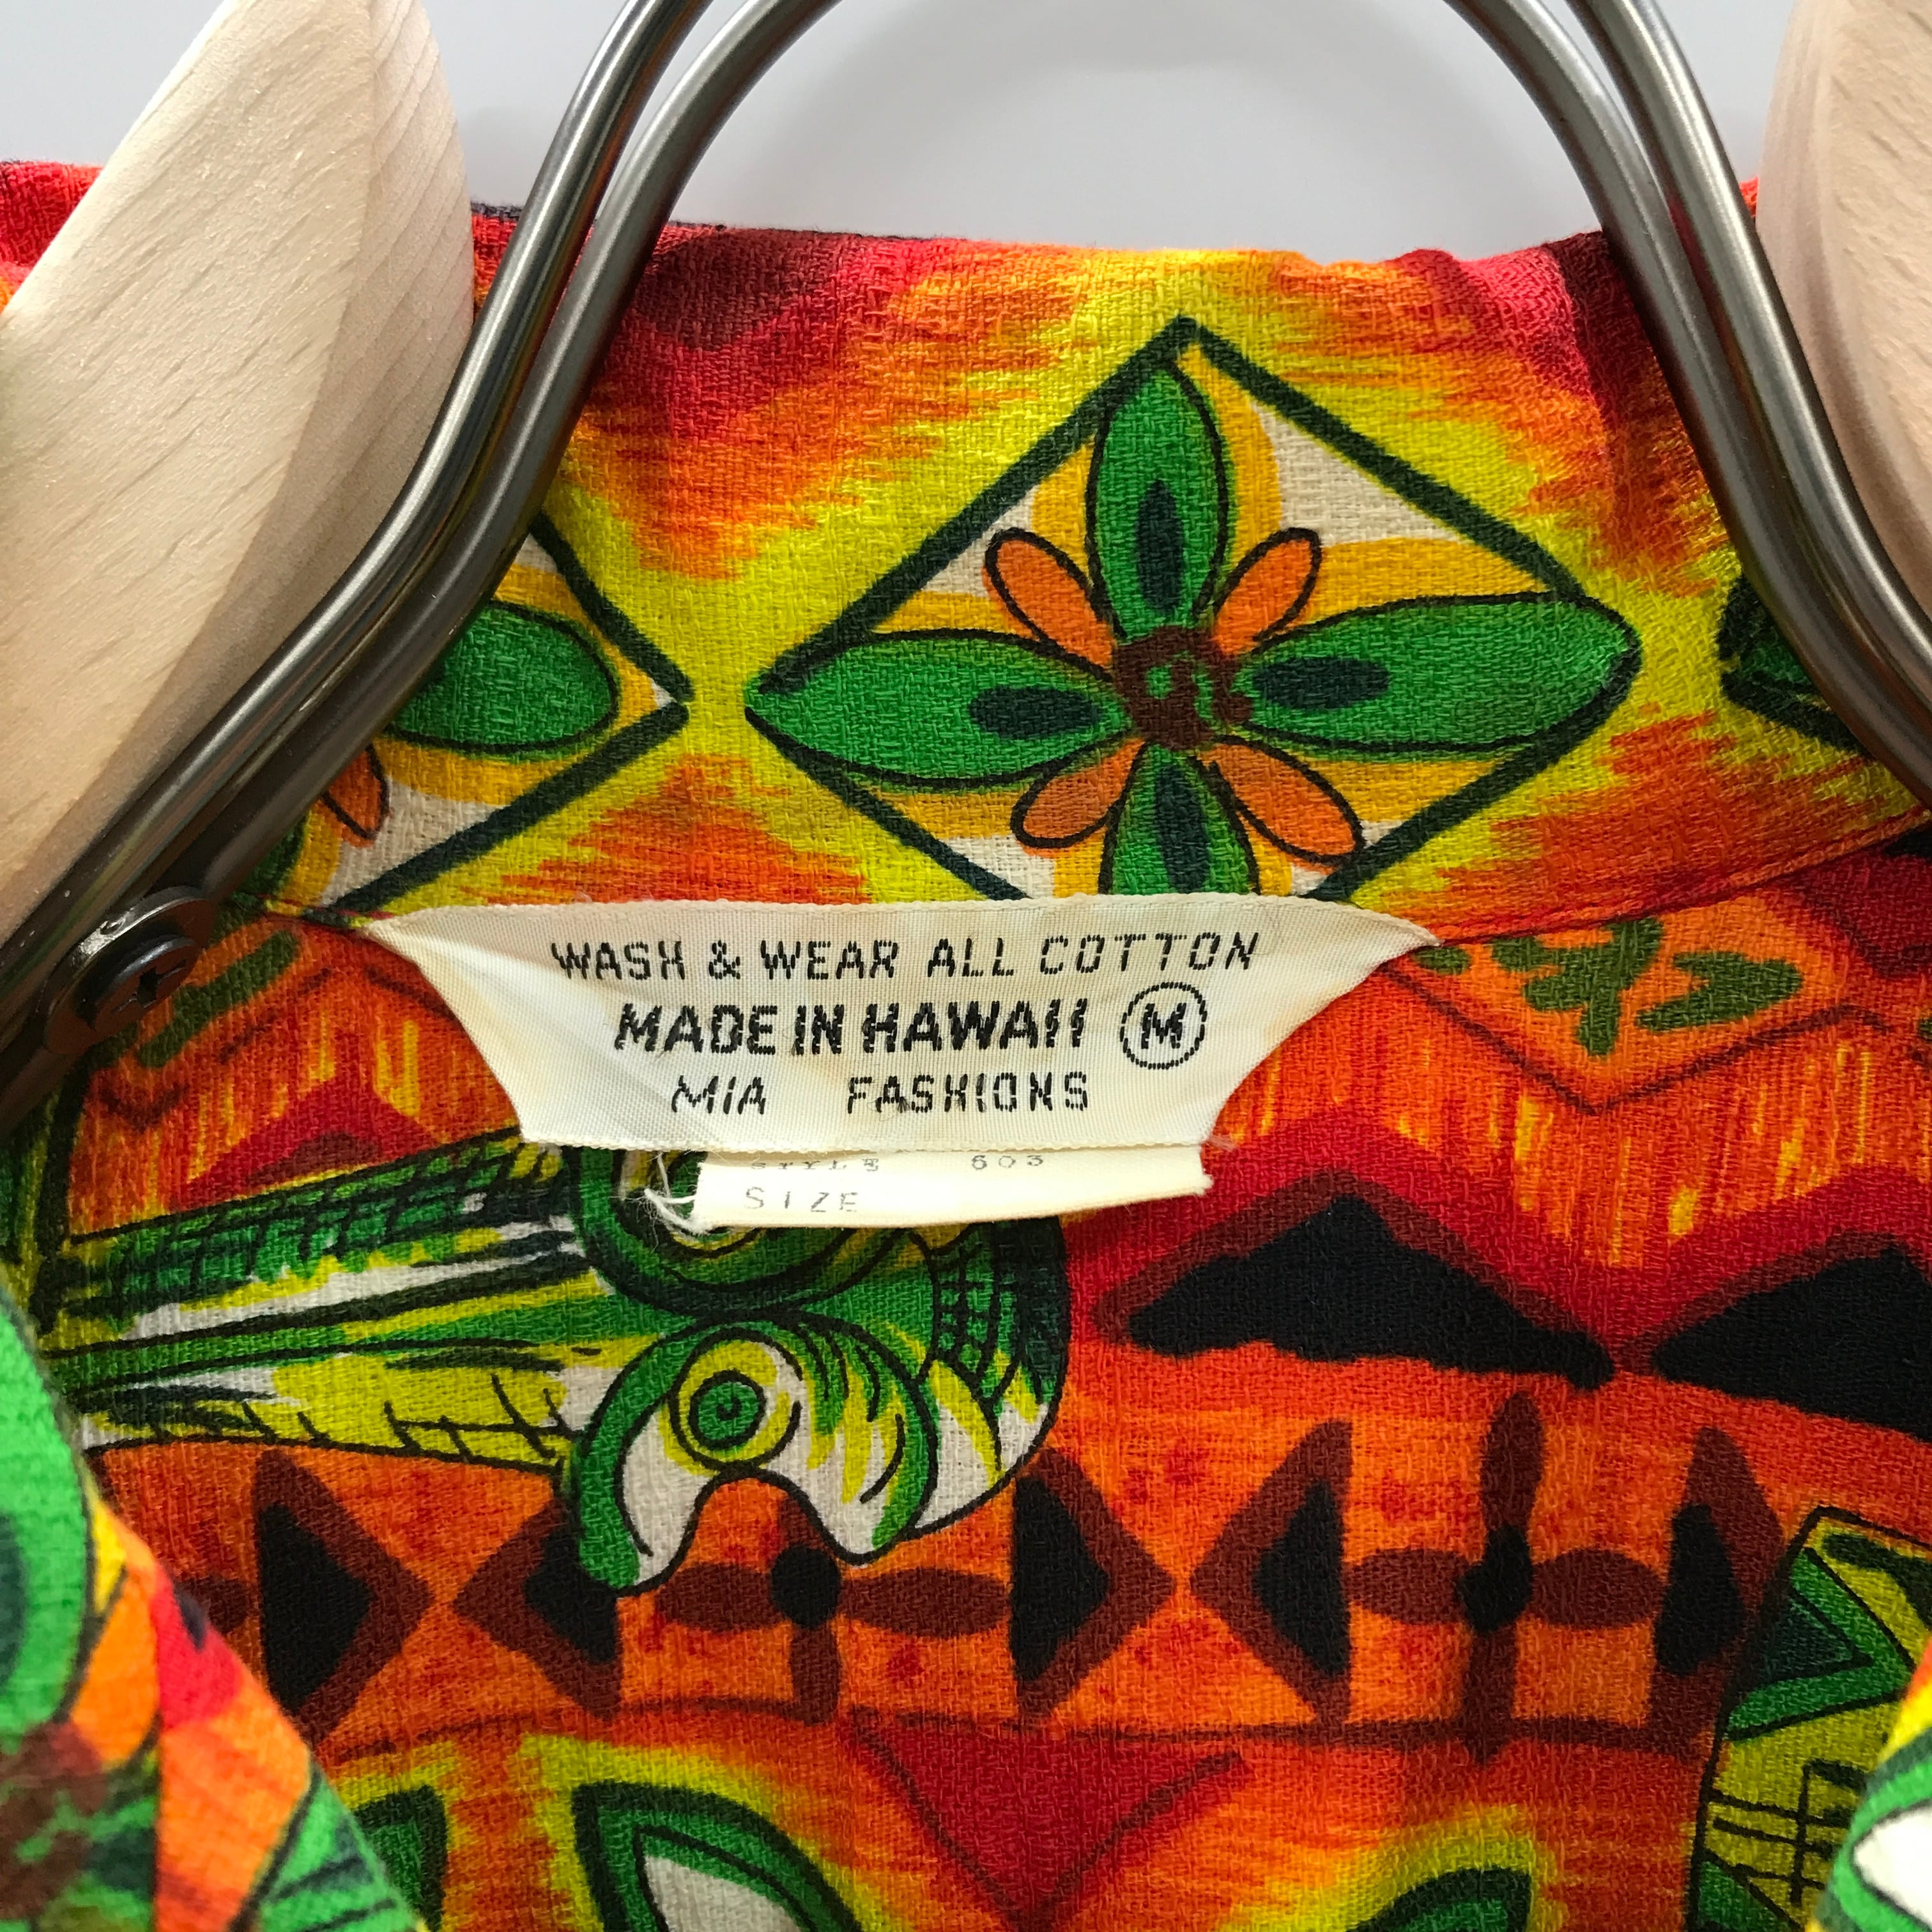 WASH & WEAR ALL COTTON
MADE IN HAWAII M
MIA FASHIONS
STYLE 603
SIZE